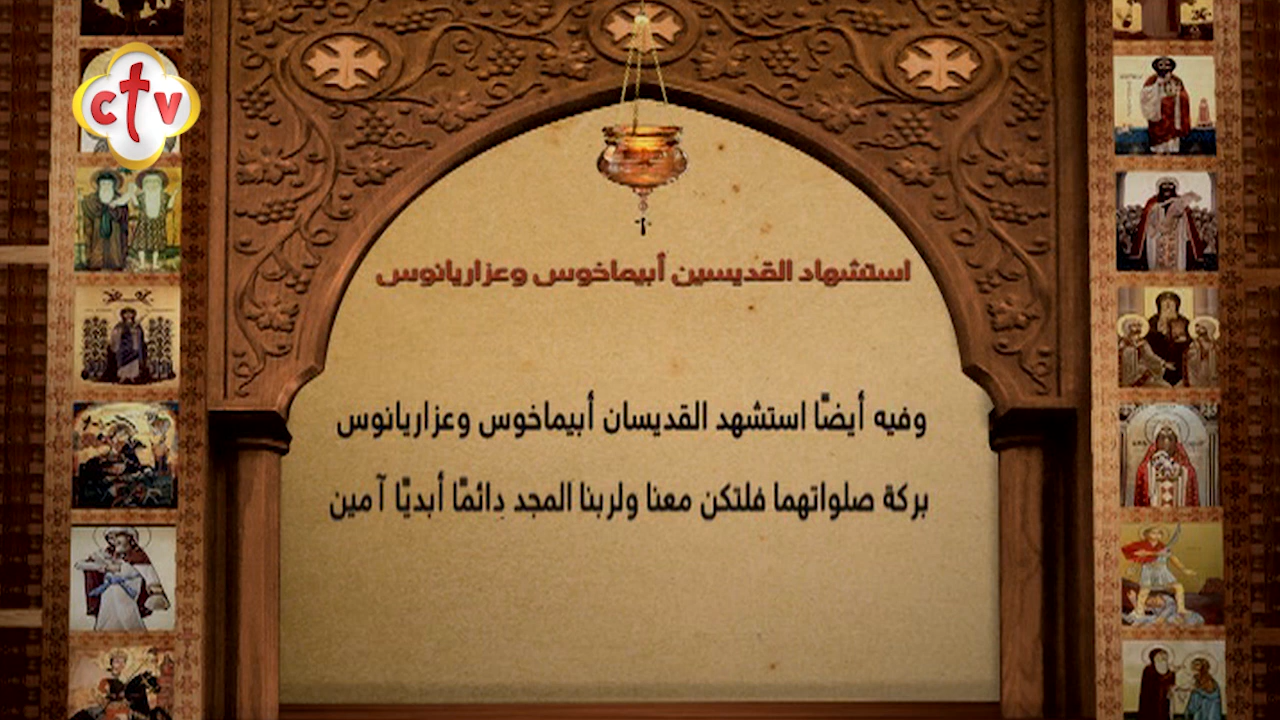 ctv
استشهاد القديسين أبيماخوس وعزاريانوس
وفيه أيضًا استشهد القديسان أبيماخوس وعزاريانوس
بركة صلواتهما فلتكن معنا ولربنا المجد دائمًا أبديًا آمين